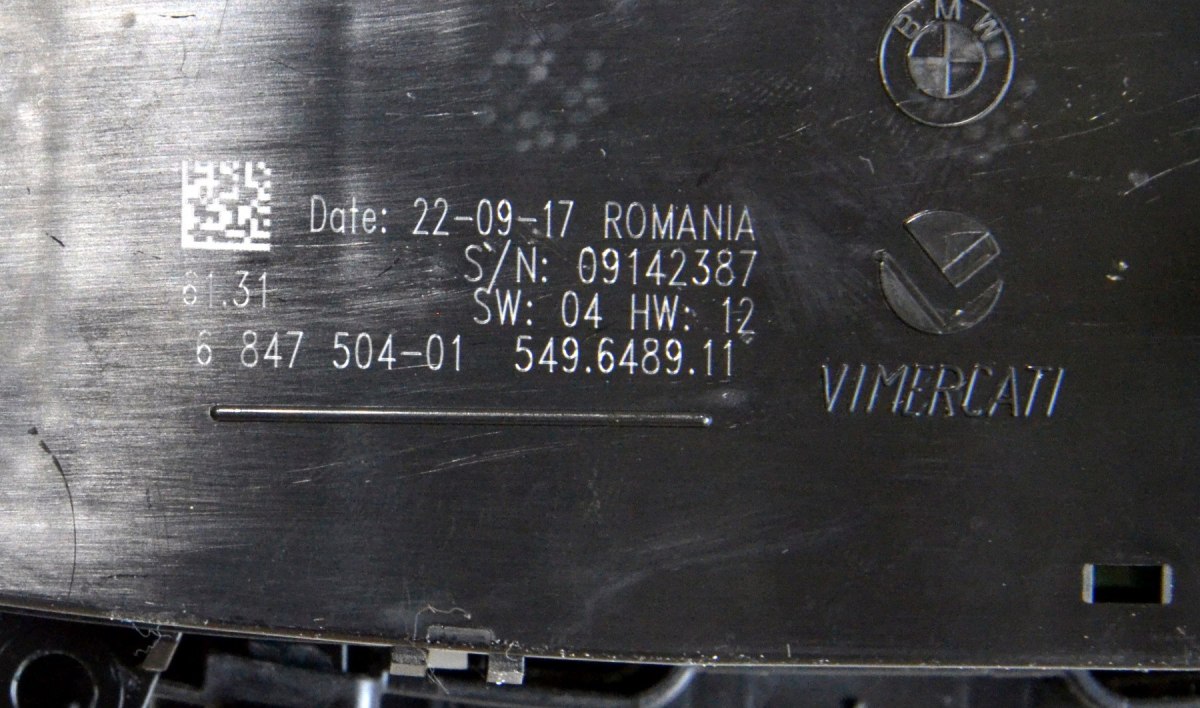 BMW
Date: 22-09-17 ROMANIA
S/N: 09142387
61.31
SW: 04 HW: 12
6 847 504-01 549.6489.11
VIMERCATI